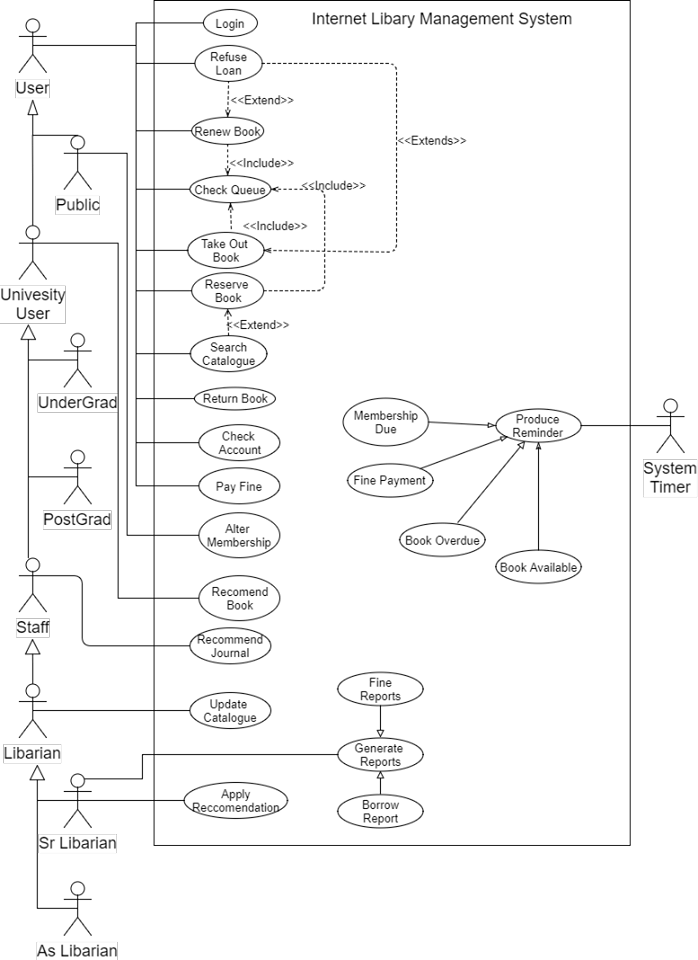 Internet Libary Management System
Login
User
Refuse
Loan
<<Extend>>
Renew Book
<<Extends>>
Public
<<Include>>
Check Queue
<<Include>>
<<Include>>
Take Out
Book
Univesity
User
Reserve
Book
<<Extend>>
Search
Catalogue
UnderGrad
Return Book
Membership
Due
Produce
Reminder
Check
Account
System
Timer
Fine Payment
Pay Fine
PostGrad
Alter
Membership
Book Overdue
Book Available
Recomend
Book
Staff
Recommend
Journal
Fine
Reports
Update
Catalogue
Libarian
Generate
Reports
Apply
Reccomendation
Borrow
Report
Sr Libarian
As Libarian